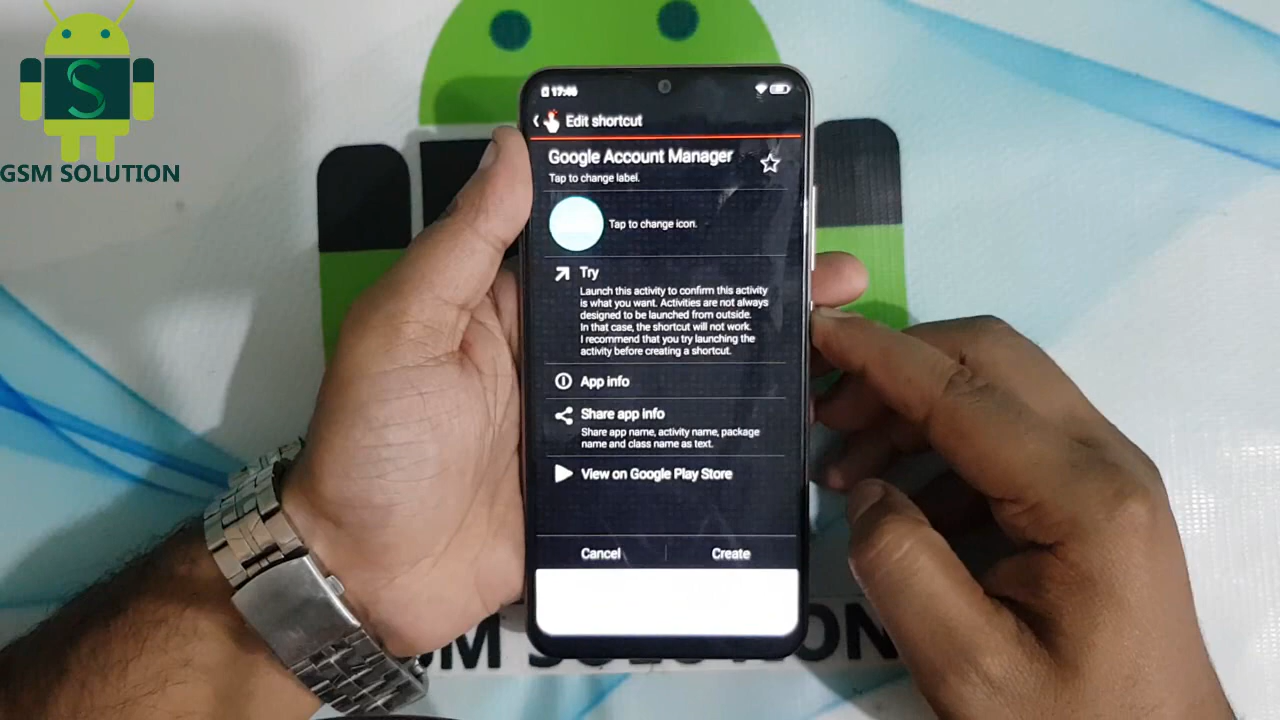 S
GSM SOLUTION
17:46
Edit shortcut
Google Account Manager
Tap to change label.
Tap to change icon.
Try
Launch this activity to confirm this activity
is what you want. Activities are not always
designed to be launched from outside.
In that case, the shortcut will not work.
I recommend that you try launching the
activity before creating a shortcut.
App info
Share app info
Share app name, activity name, package
name and class name as text.
View on Google Play Store
Cancel
Create
SM SOLUTION